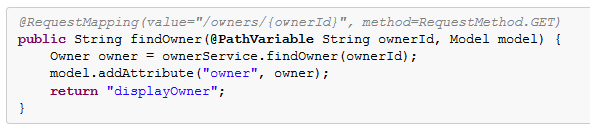 @RequestMapping(value="/owners/{ownerId}", method=RequestMethod.GET)
public String findOwner(@PathVariable String ownerId, Model model) {
    Owner owner = ownerService.findOwner(ownerId);
    model.addAttribute("owner", owner);
    return "displayOwner";
}